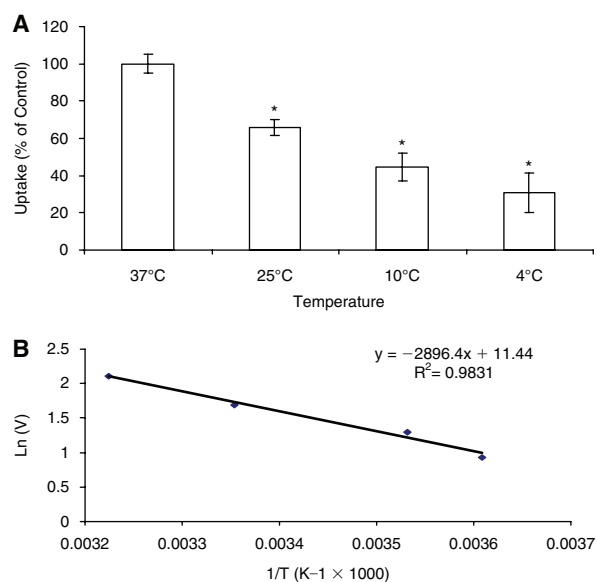 A
Uptake (% of Control)
120
100
80
60
40
20
0
*
*
*
37°C 25°C 10°C 4°C
Temperature
B
Ln (V)
2.5
2
1.5
1
0.5
0
y = −2896.4x + 11.44
R²= 0.9831
0.0032 0.0033 0.0034 0.0035 0.0036 0.0037
1/T (K–1 × 1000)